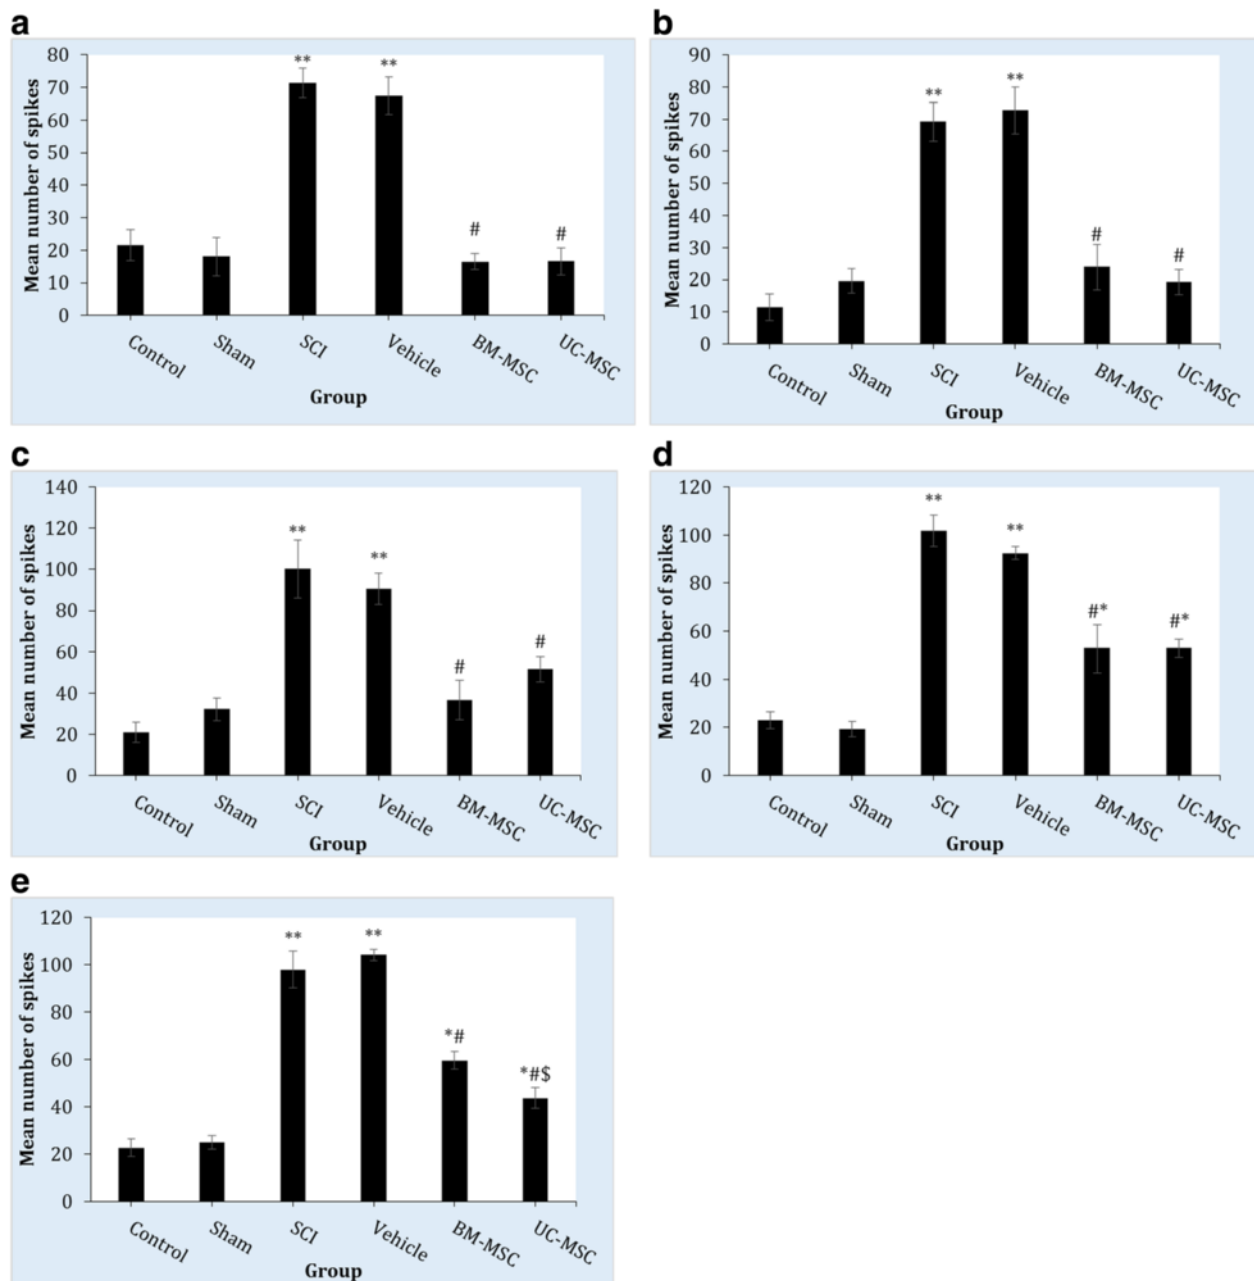 a
80
70
60
50
40
30
20
10
0
Mean number of spikes
**
**
#
#
Control
Sham
SCI
Vehicle
BM-MSC
UC-MSC
Group
b
90
80
70
60
50
40
30
20
10
0
Mean number of spikes
**
**
#
#
Control
Sham
SCI
Vehicle
BM-MSC
UC-MSC
Group
c
140
120
100
80
60
40
20
0
Mean number of spikes
**
**
#
#
Control
Sham
SCI
Vehicle
BM-MSC
UC-MSC
Group
d
120
100
80
60
40
20
0
Mean number of spikes
**
**
#*
#*
Control
Sham
SCI
Vehicle
BM-MSC
UC-MSC
Group
e
120
100
80
60
40
20
0
Mean number of spikes
**
**
*#
*#$
Control
Sham
SCI
Vehicle
BM-MSC
UC-MSC
Group